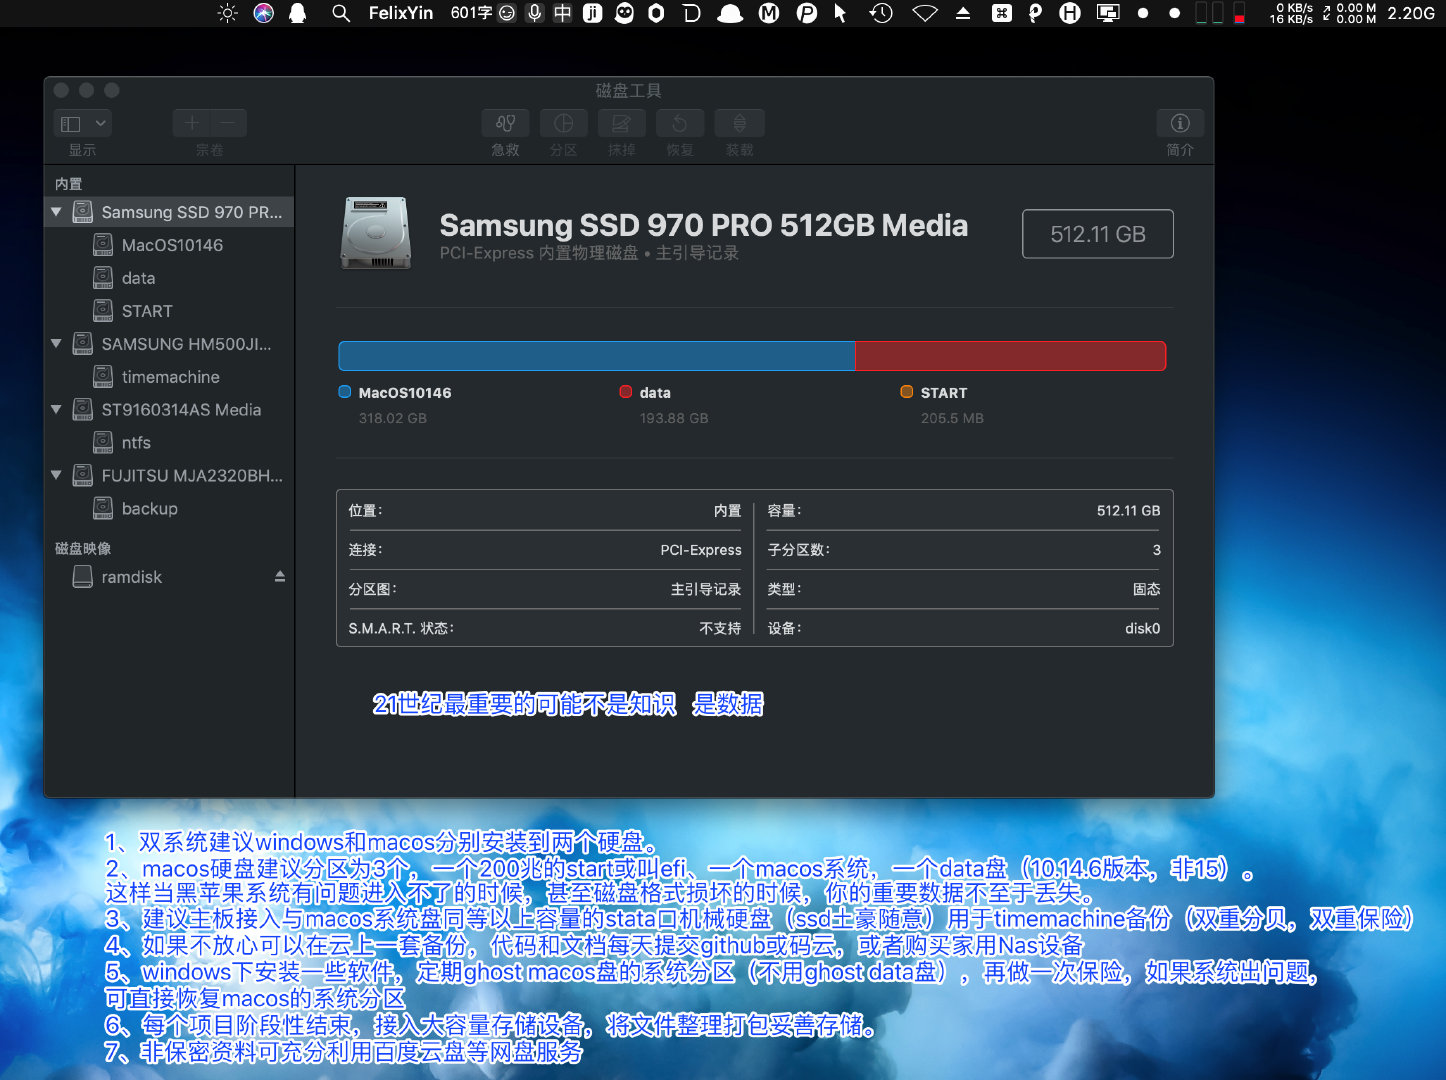 FelixYin 601字 中 ji D M P H 0 KB/s 0.00 M 2.20G
16 KB/s 0.00 M
磁盘工具
显示 宗卷 急救 分区 抹掉 恢复 装载 简介
内置
Samsung SSD 970 PR...
MacOS10146
data
START
SAMSUNG HM500JI...
timemachine
ST9160314AS Media
ntfs
FUJITSU MJA2320BH...
backup
磁盘映像
ramdisk
Samsung SSD 970 PRO 512GB Media
PCI-Express 内置物理磁盘 • 主引导记录
512.11 GB
MacOS10146 data START
318.02 GB 193.88 GB 205.5 MB
位置： 内置 容量： 512.11 GB
连接： PCI-Express 子分区数： 3
分区图： 主引导记录 类型： 固态
S.M.A.R.T. 状态： 不支持 设备： disk0
21世纪最重要的可能不是知识 是数据
1、双系统建议windows和macos分别安装到两个硬盘。
2、macos硬盘建议分区为3个，一个200兆的start或叫efi、一个macos系统，一个data盘（10.14.6版本，非15）。
这样当黑苹果系统有问题进入不了的时候，甚至磁盘格式损坏的时候，你的重要数据不至于丢失。
3、建议主板接入与macos系统盘同等以上容量的stata口机械硬盘（ssd土豪随意）用于timemachine备份（双重分贝，双重保险）
4、如果不放心可以在云上一套备份，代码和文档每天提交github或码云，或者购买家用Nas设备
5、windows下安装一些软件，定期ghost macos盘的系统分区（不用ghost data盘），再做一次保险，如果系统出问题，
可直接恢复macos的系统分区
6、每个项目阶段性结束，接入大容量存储设备，将文件整理打包妥善存储。
7、非保密资料可充分利用百度云盘等网盘服务